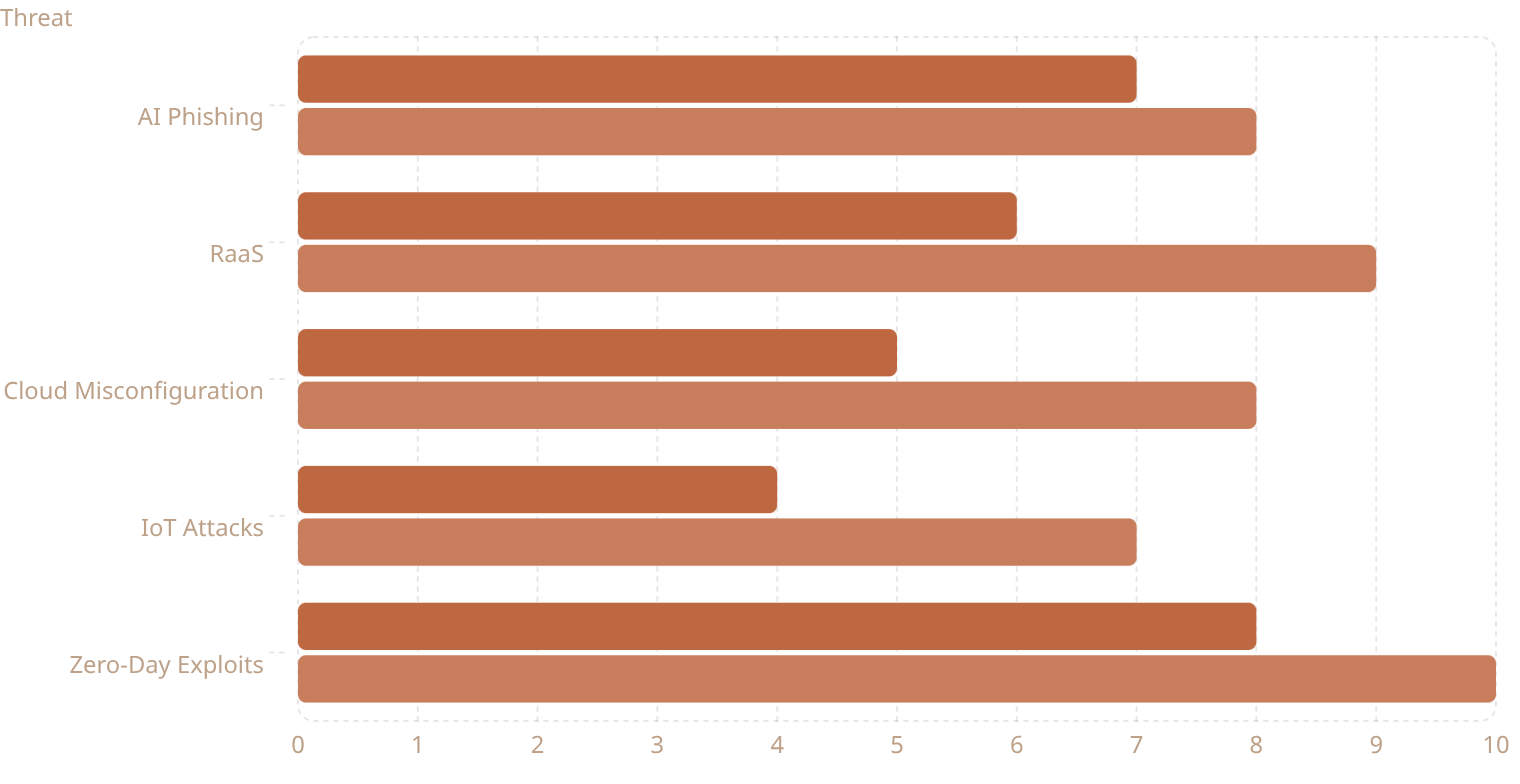 Threat
AI Phishing
RaaS
Cloud Misconfiguration
IoT Attacks
Zero-Day Exploits
0 1 2 3 4 5 6 7 8 9 10